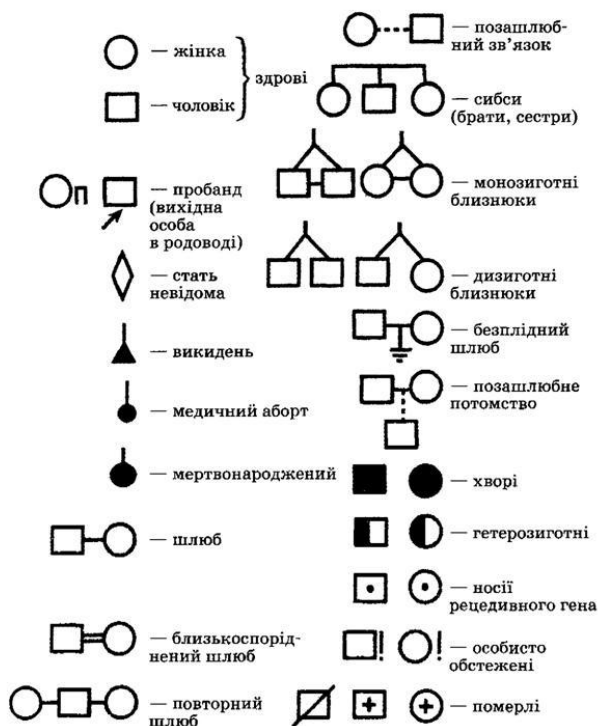 — жінка
— чоловік
здрові
п — пробанд
(вихідна
особа
в родоводі)
— стать
невідома
— викидень
— медичний аборт
— мертвонароджений
— шлюб
— близькоспорід-
нений шлюб
— повторний
шлюб
— позашлюб-
ний зв’язок
— сибси
(брати, сестри)
— монозиготні
близнюки
— дизиготні
близнюки
— безплідний
шлюб
— позашлюбне
потомство
— хворі
— гетерозиготні
— носії
рецедивного гена
! ! — особисто
обстежені
— померлі